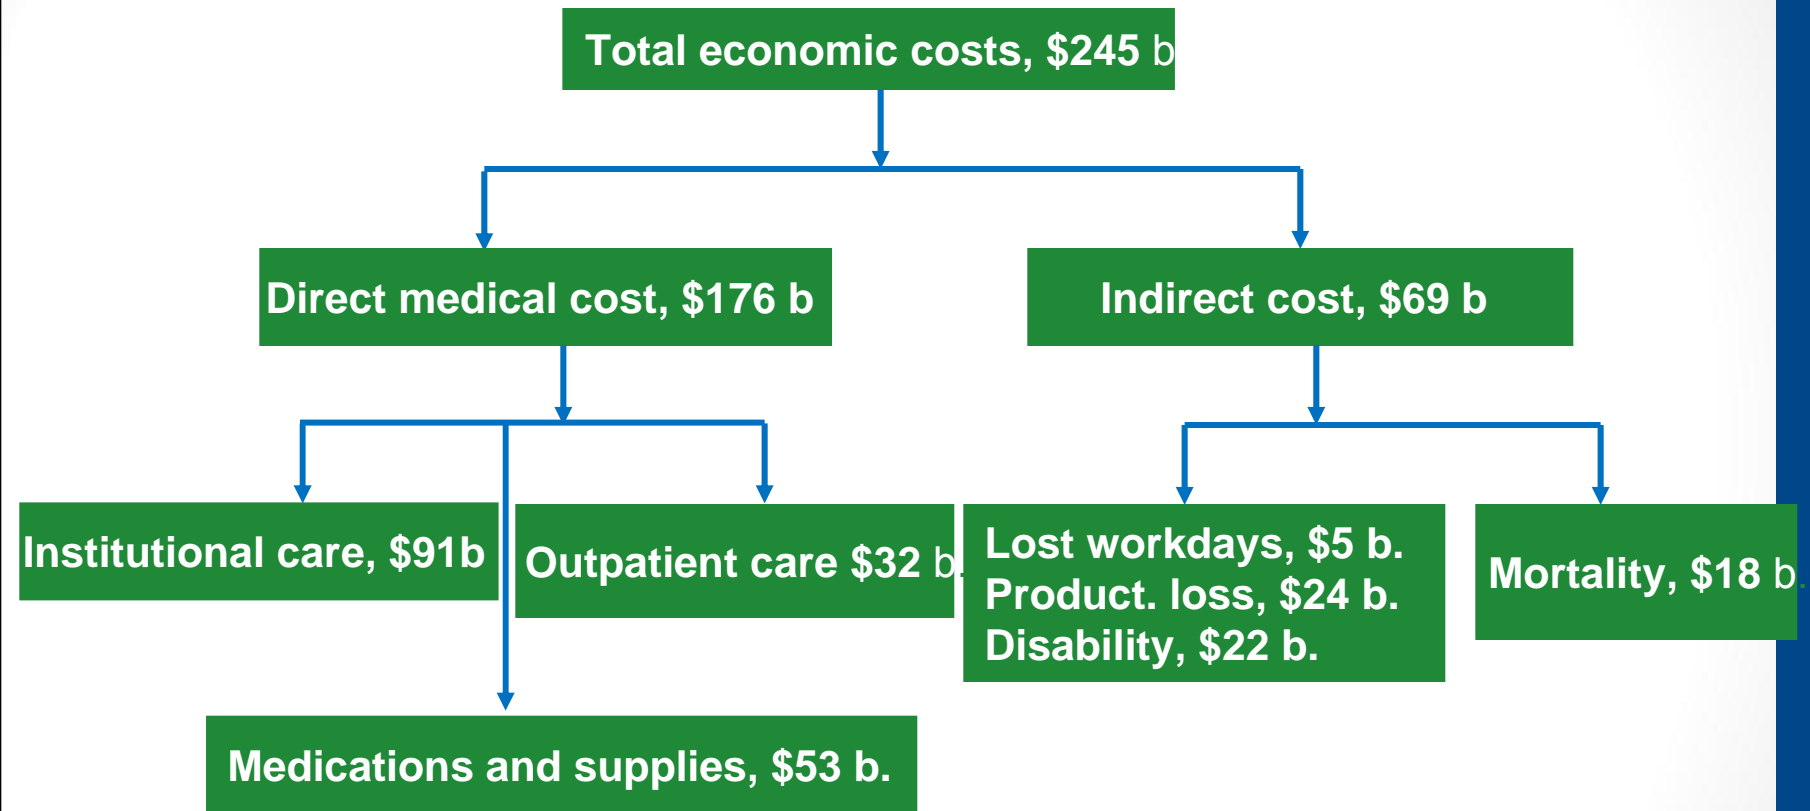 Total economic costs, $245 b
Direct medical cost, $176 b
Indirect cost, $69 b
Institutional care, $91b
Outpatient care $32 b.
Lost workdays, $5 b.
Product. loss, $24 b.
Disability, $22 b.
Mortality, $18 b.
Medications and supplies, $53 b.